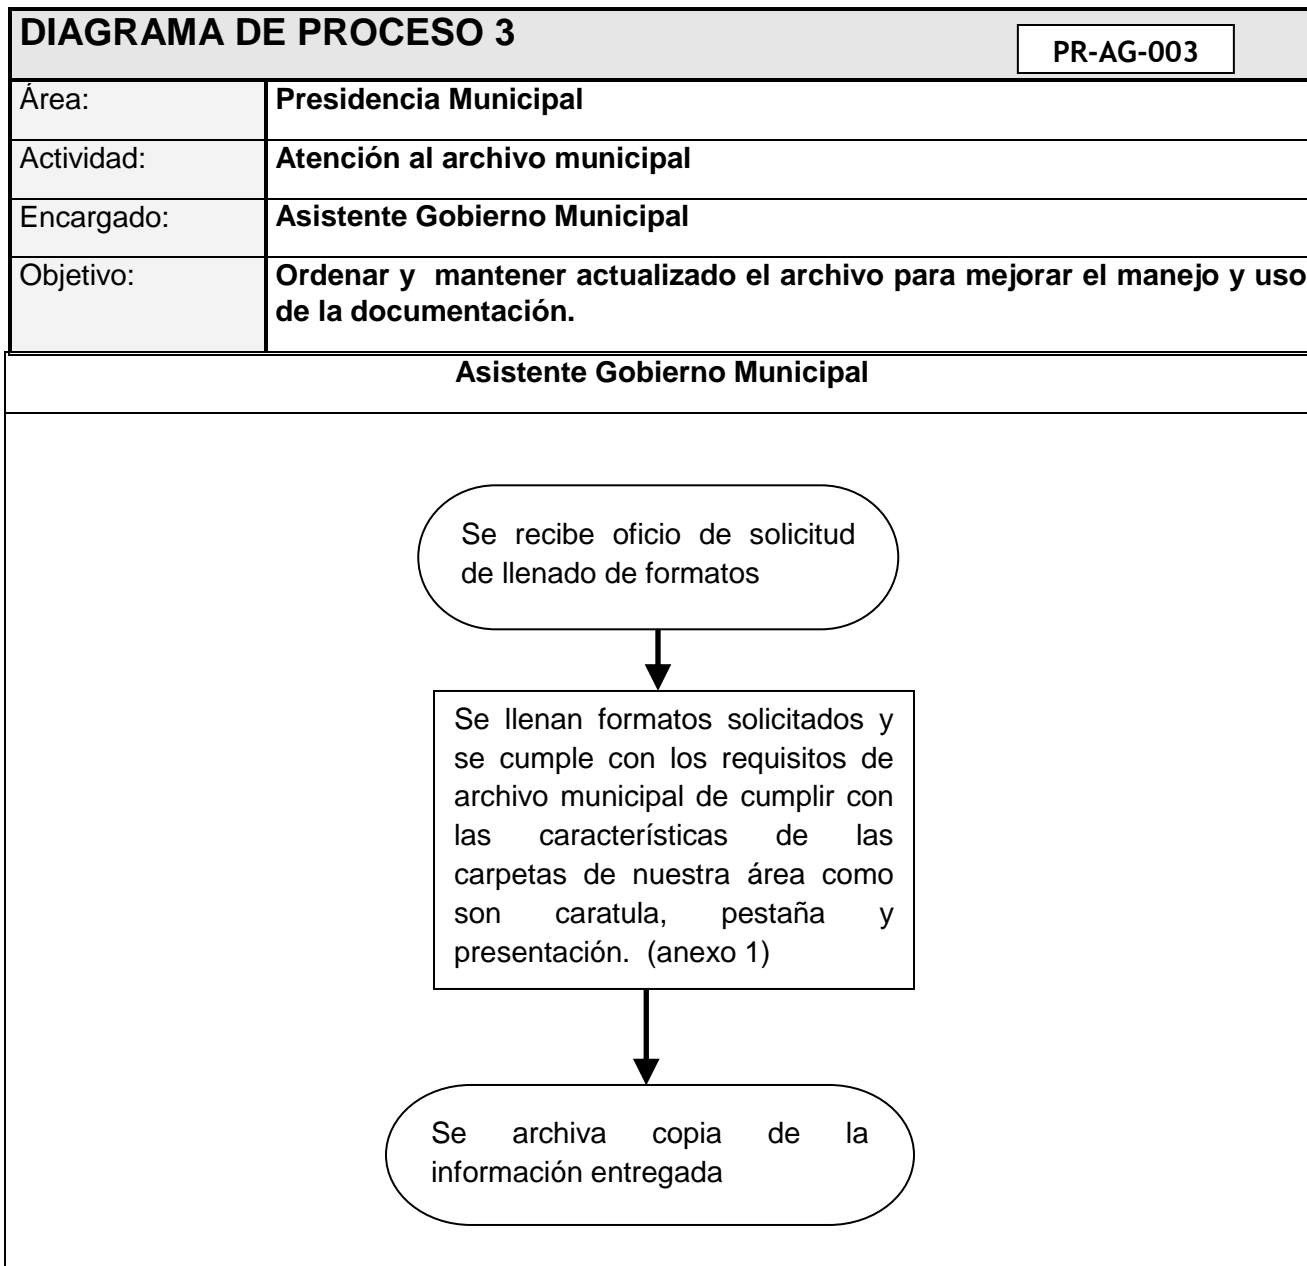 DIAGRAMA DE PROCESO 3
PR-AG-003
Área: Presidencia Municipal
Actividad: Atención al archivo municipal
Encargado: Asistente Gobierno Municipal
Objetivo: Ordenar y mantener actualizado el archivo para mejorar el manejo y uso
de la documentación.
Asistente Gobierno Municipal
Se recibe oficio de solicitud
de llenado de formatos
Se llenan formatos solicitados y
se cumple con los requisitos de
archivo municipal de cumplir con
las características de las
carpetas de nuestra área como
son caratula, pestaña y
presentación. (anexo 1)
Se archiva copia de la
información entregada